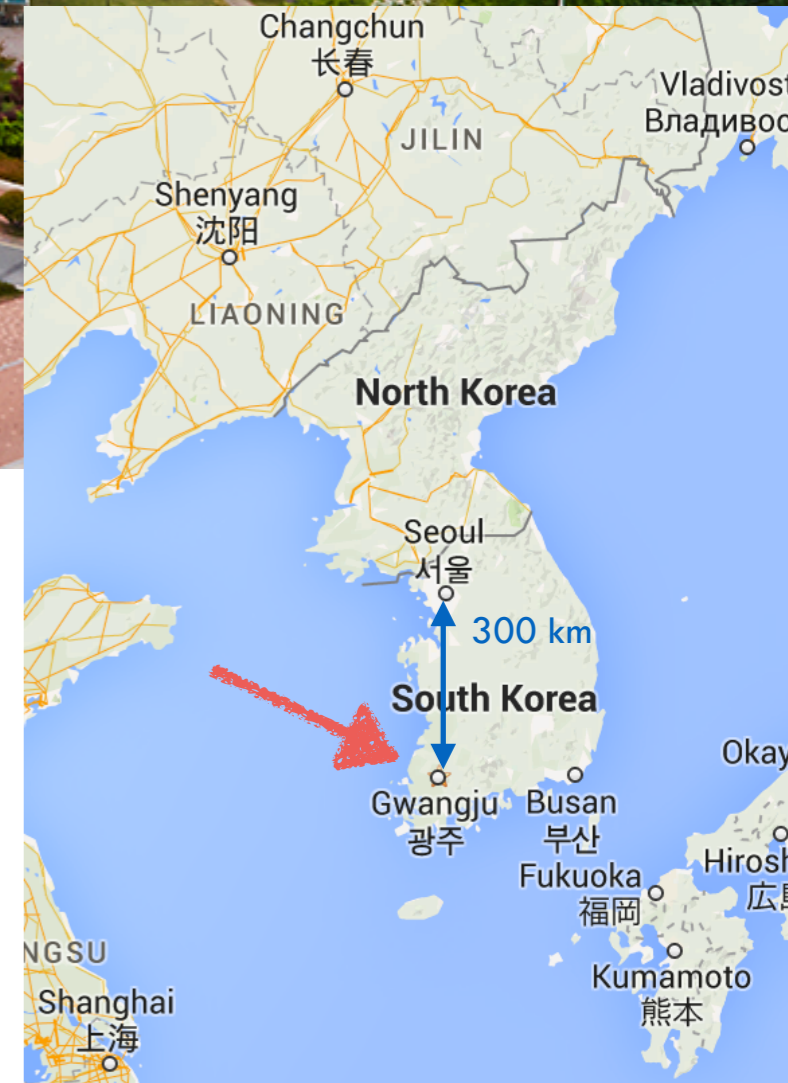 Changchun
长春
Vladivost
Владивос
JILIN
Shenyang
沈阳
LIAONING
North Korea
Seoul
서울
300 km
South Korea
Okay
Gwangju
광주
Busan
부산
Hirosh
広島
Fukuoka
福岡
Kumamoto
熊本
NGSU
Shanghai
上海